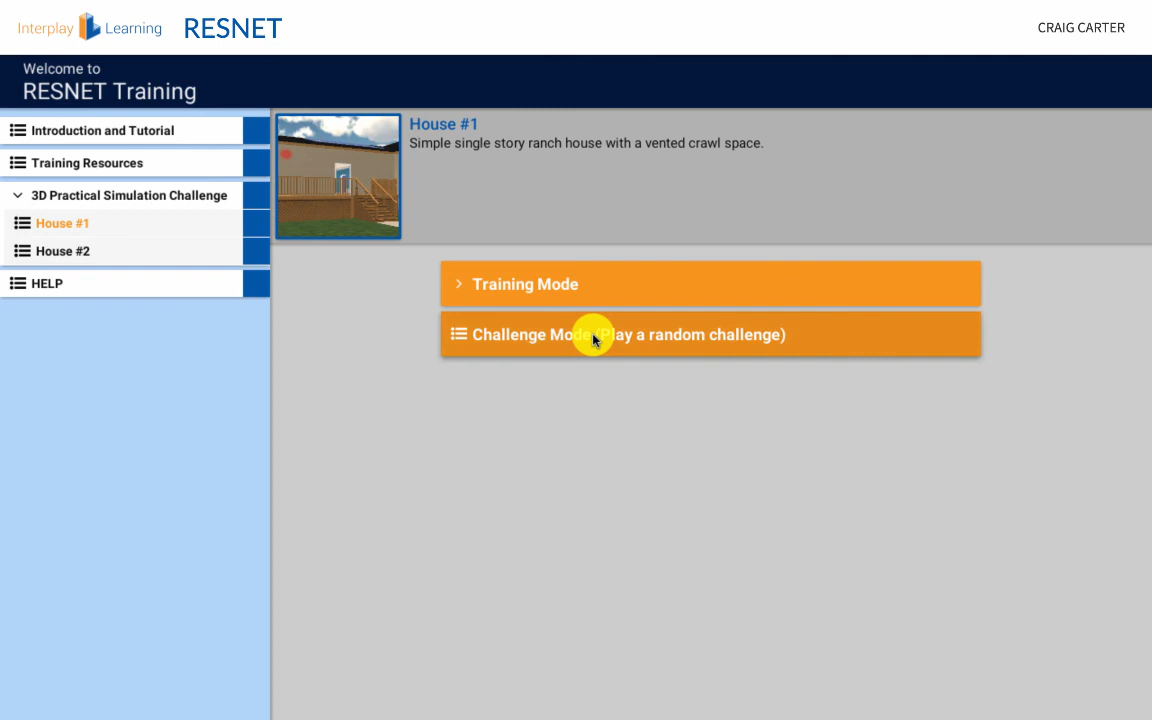 Interplay Learning RESNET
CRAIG CARTER
Welcome to
RESNET Training
Introduction and Tutorial
Training Resources
3D Practical Simulation Challenge
House #1
House #2
HELP
House #1
Simple single story ranch house with a vented crawl space.
Training Mode
Challenge Mode (Play a random challenge)